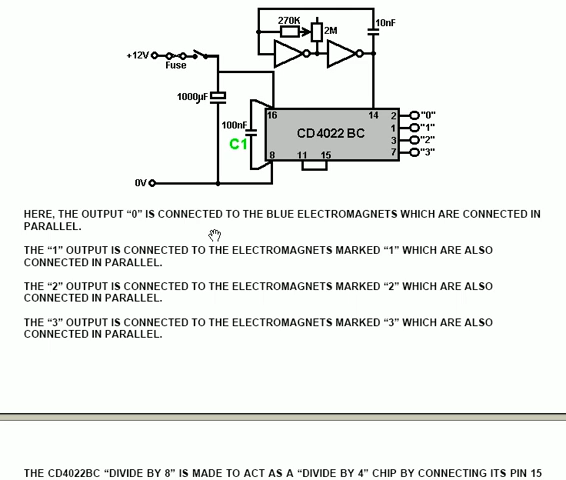 270K
2M
10nF
+12V
Fuse
1000µF
100nF
C1
16
14
CD4022 BC
8
11
15
2
1
3
7
"0"
"1"
"2"
"3"
0V
HERE, THE OUTPUT “0” IS CONNECTED TO THE BLUE ELECTROMAGNETS WHICH ARE CONNECTED IN
PARALLEL.
THE “1” OUTPUT IS CONNECTED TO THE ELECTROMAGNETS MARKED “1” WHICH ARE ALSO
CONNECTED IN PARALLEL.
THE “2” OUTPUT IS CONNECTED TO THE ELECTROMAGNETS MARKED “2” WHICH ARE ALSO
CONNECTED IN PARALLEL.
THE “3” OUTPUT IS CONNECTED TO THE ELECTROMAGNETS MARKED “3” WHICH ARE ALSO
CONNECTED IN PARALLEL.
THE CD4022BC “DIVIDE BY 8” IS MADE TO ACT AS A “DIVIDE BY 4” CHIP BY CONNECTING ITS PIN 15